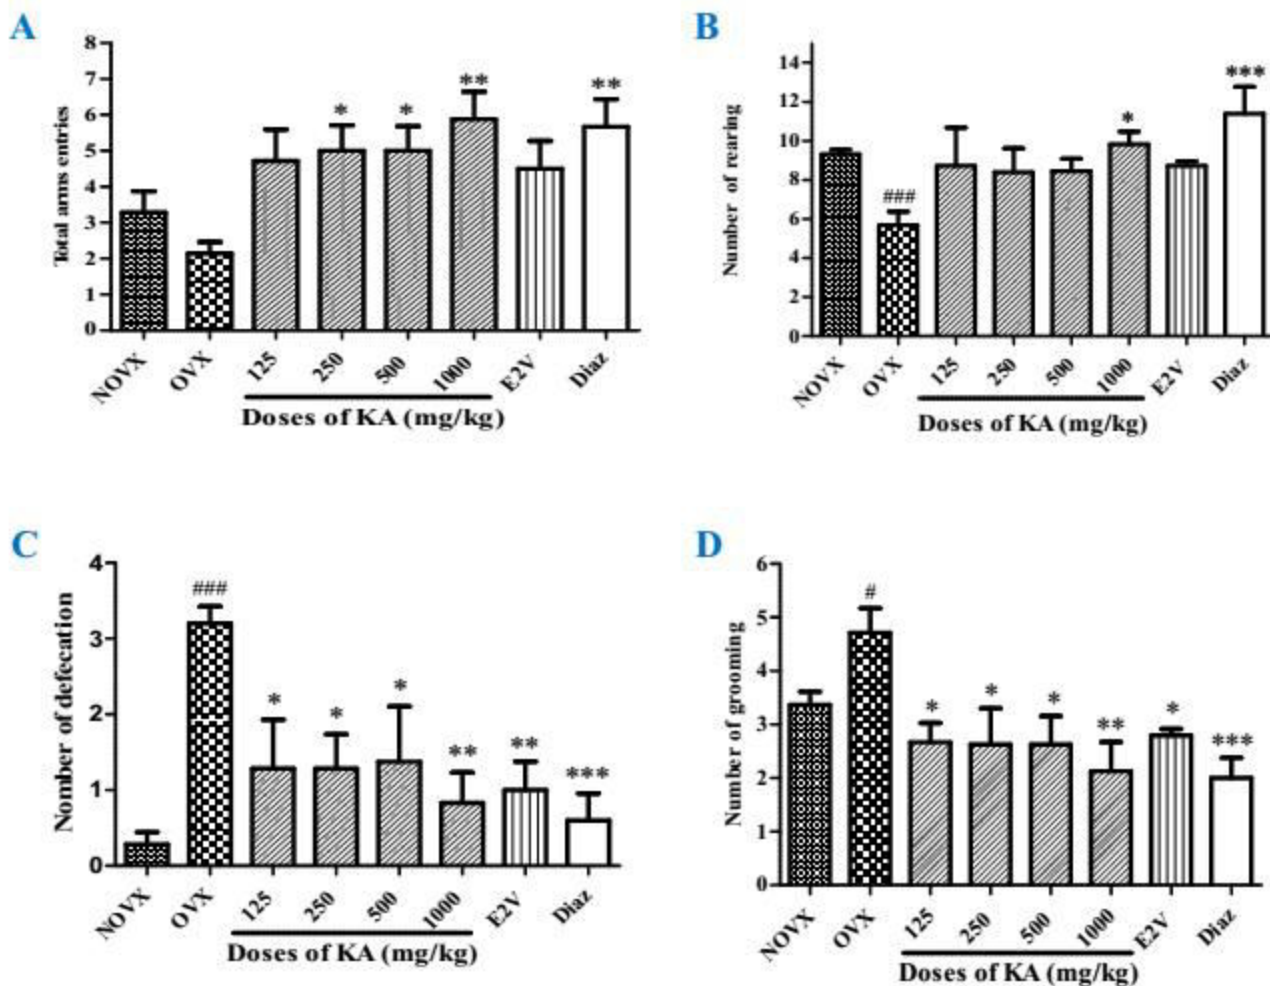 A
Total arms entries
8
7
6
5
4
3
2
1
0
*
*
**
**
NOVX
OVX
125
250
500
1000
E2V
Diaz
Doses of KA (mg/kg)
B
Number of rearing
14
12
10
8
6
4
2
0
###
*
***
NOVX
OVX
125
250
500
1000
E2V
Diaz
Doses of KA (mg/kg)
C
Nomber of defecation
4
3
2
1
0
###
*
*
*
**
**
***
NOVX
OVX
125
250
500
1000
E2V
Diaz
Doses of KA (mg/kg)
D
Number of grooming
6
5
4
3
2
1
0
#
*
*
*
**
*
***
NOVX
OVX
125
250
500
1000
E2V
Diaz
Doses of KA (mg/kg)